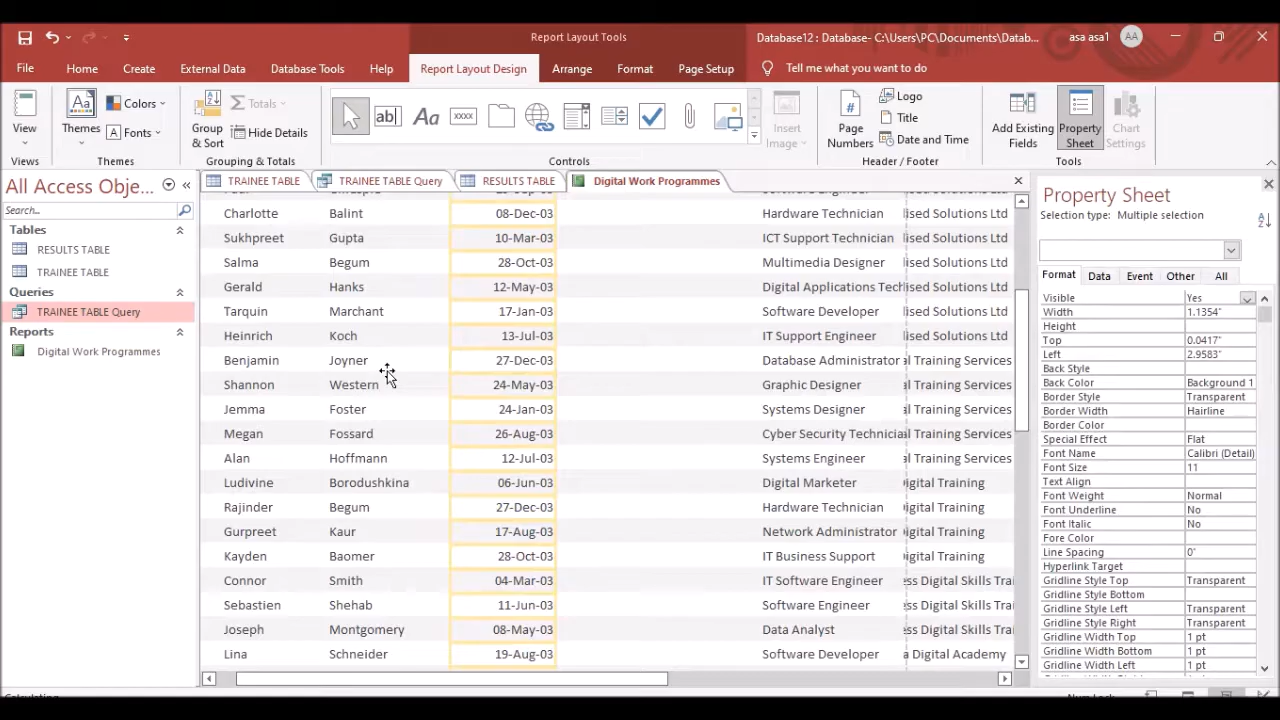 Report Layout Tools
Database12 : Database- C:\Users\PC\Documents\Datab...
asa asa1
AA
File Home Create External Data Database Tools Help Report Layout Design Arrange Format Page Setup Tell me what you want to do
View
Views
Themes
Colors
Fonts
Themes
Group & Sort
Totals
Hide Details
Grouping & Totals
ab
Aa
xxxx
Controls
Insert Image
Page Numbers
Logo
Title
Date and Time
Header / Footer
Add Existing Fields
Property Sheet
Chart Settings
Tools
All Access Obje...
Search...
Tables
RESULTS TABLE
TRAINEE TABLE
Queries
TRAINEE TABLE Query
Reports
Digital Work Programmes
TRAINEE TABLE TRAINEE TABLE Query RESULTS TABLE Digital Work Programmes
Charlotte Balint 08-Dec-03 Hardware Technician lised Solutions Ltd
Sukhpreet Gupta 10-Mar-03 ICT Support Technician lised Solutions Ltd
Salma Begum 28-Oct-03 Multimedia Designer lised Solutions Ltd
Gerald Hanks 12-May-03 Digital Applications Tech lised Solutions Ltd
Tarquin Marchant 17-Jan-03 Software Developer lised Solutions Ltd
Heinrich Koch 13-Jul-03 IT Support Engineer lised Solutions Ltd
Benjamin Joyner 27-Dec-03 Database Administrator al Training Services
Shannon Western 24-May-03 Graphic Designer al Training Services
Jemma Foster 24-Jan-03 Systems Designer al Training Services
Megan Fossard 26-Aug-03 Cyber Security Technicia al Training Services
Alan Hoffmann 12-Jul-03 Systems Engineer al Training Services
Ludivine Borodushkina 06-Jun-03 Digital Marketer igital Training
Rajinder Begum 27-Dec-03 Hardware Technician igital Training
Gurpreet Kaur 17-Aug-03 Network Administrator igital Training
Kayden Baomer 28-Oct-03 IT Business Support igital Training
Connor Smith 04-Mar-03 IT Software Engineer ss Digital Skills Trai
Sebastien Shehab 11-Jun-03 Software Engineer ss Digital Skills Trai
Joseph Montgomery 08-May-03 Data Analyst ss Digital Skills Trai
Lina Schneider 19-Aug-03 Software Developer a Digital Academy
Property Sheet
Selection type: Multiple selection
Format Data Event Other All
Visible Yes
Width 1.1354"
Height
Top 0.0417"
Left 2.9583"
Back Style
Back Color Background 1
Border Style Transparent
Border Width Hairline
Border Color
Special Effect Flat
Font Name Calibri (Detail)
Font Size 11
Text Align
Font Weight Normal
Font Underline No
Font Italic No
Fore Color
Line Spacing 0"
Hyperlink Target
Gridline Style Top Transparent
Gridline Style Bottom
Gridline Style Left Transparent
Gridline Style Right Transparent
Gridline Width Top 1 pt
Gridline Width Bottom 1 pt
Gridline Width Left 1 pt